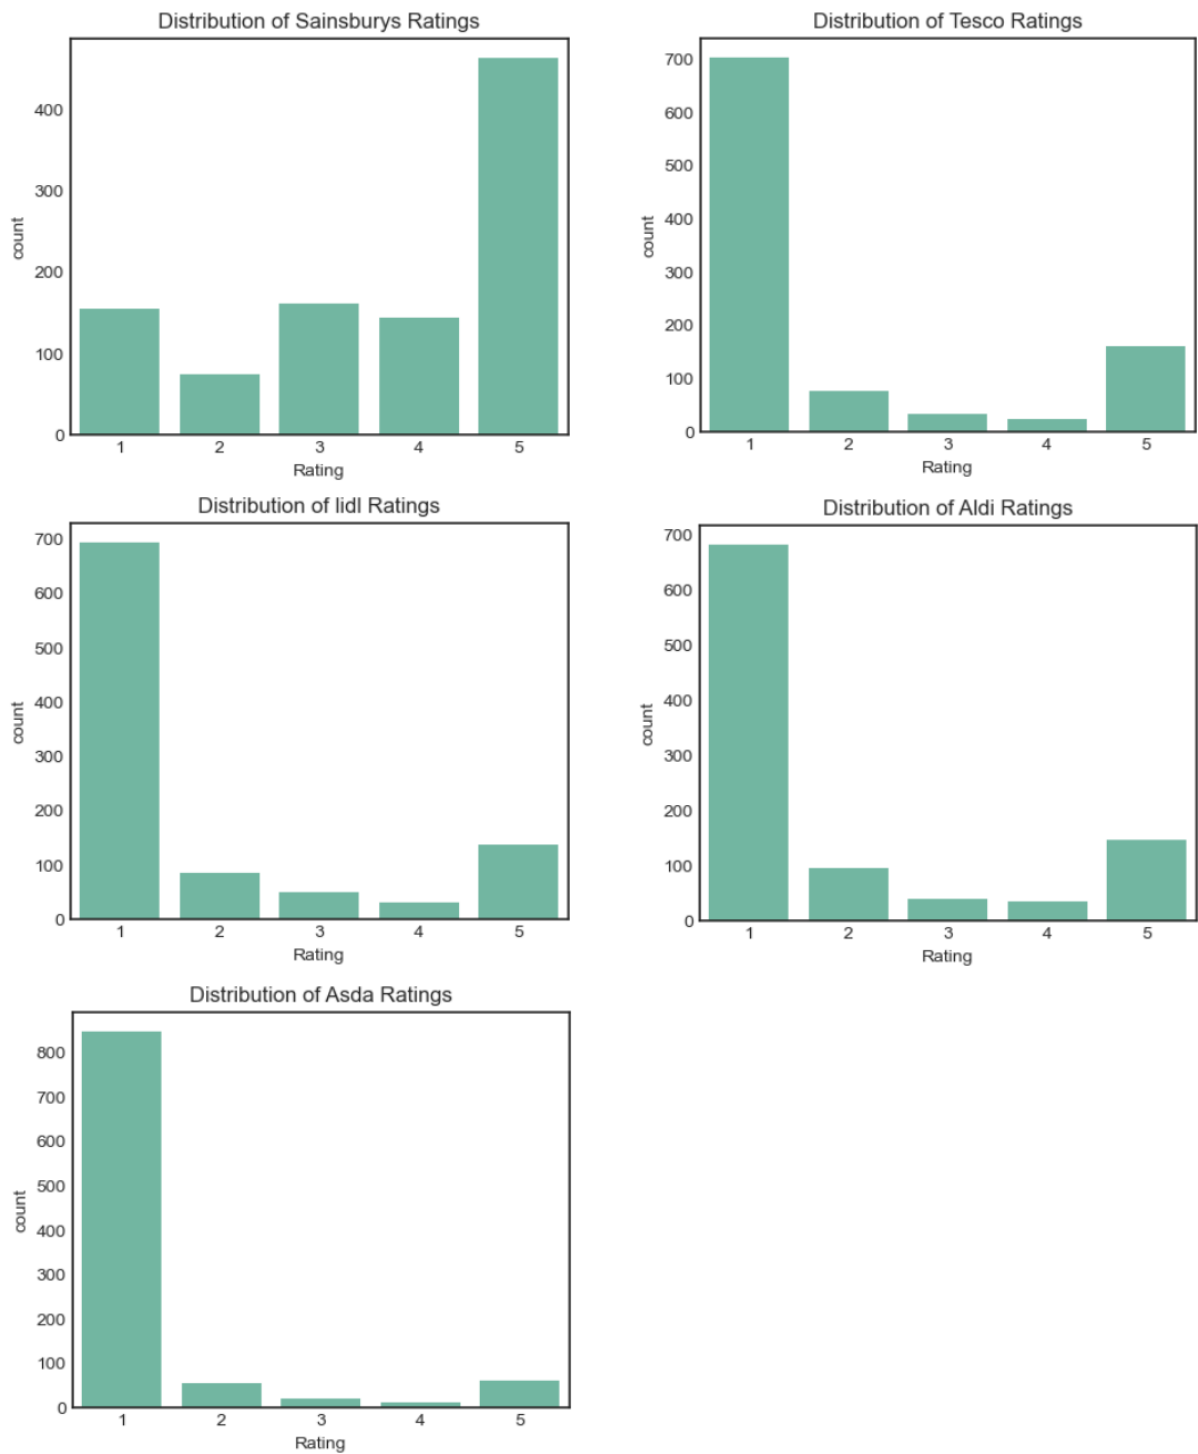 Distribution of Sainsburys Ratings
400
300
200
100
0
count
1 2 3 4 5
Rating
Distribution of Tesco Ratings
700
600
500
400
300
200
100
0
count
1 2 3 4 5
Rating
Distribution of lidl Ratings
700
600
500
400
300
200
100
0
count
1 2 3 4 5
Rating
Distribution of Aldi Ratings
700
600
500
400
300
200
100
0
count
1 2 3 4 5
Rating
Distribution of Asda Ratings
800
700
600
500
400
300
200
100
0
count
1 2 3 4 5
Rating